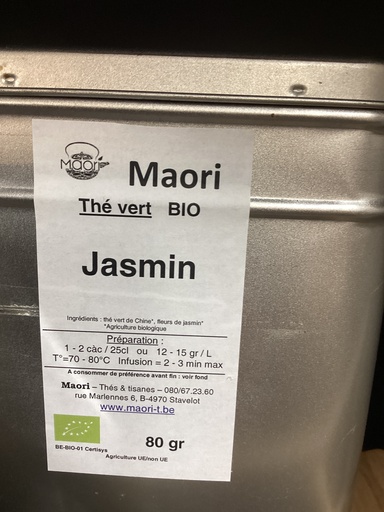 Maori
Maori
Thé vert BIO
Jasmin
Ingrédients : thé vert de Chine*, fleurs de jasmin*
*Agriculture biologique
Préparation :
1 - 2 càc / 25cl ou 12 - 15 gr / L
T°=70 - 80°C Infusion = 2 - 3 min max
A consommer de préférence avant fin : voir fond
Maori – Thés & tisanes – 080/67.23.60
rue Marlennes 6, B-4970 Stavelot
www.maori-t.be
80 gr
BE-BIO-01 Certisys
Agriculture UE/non UE